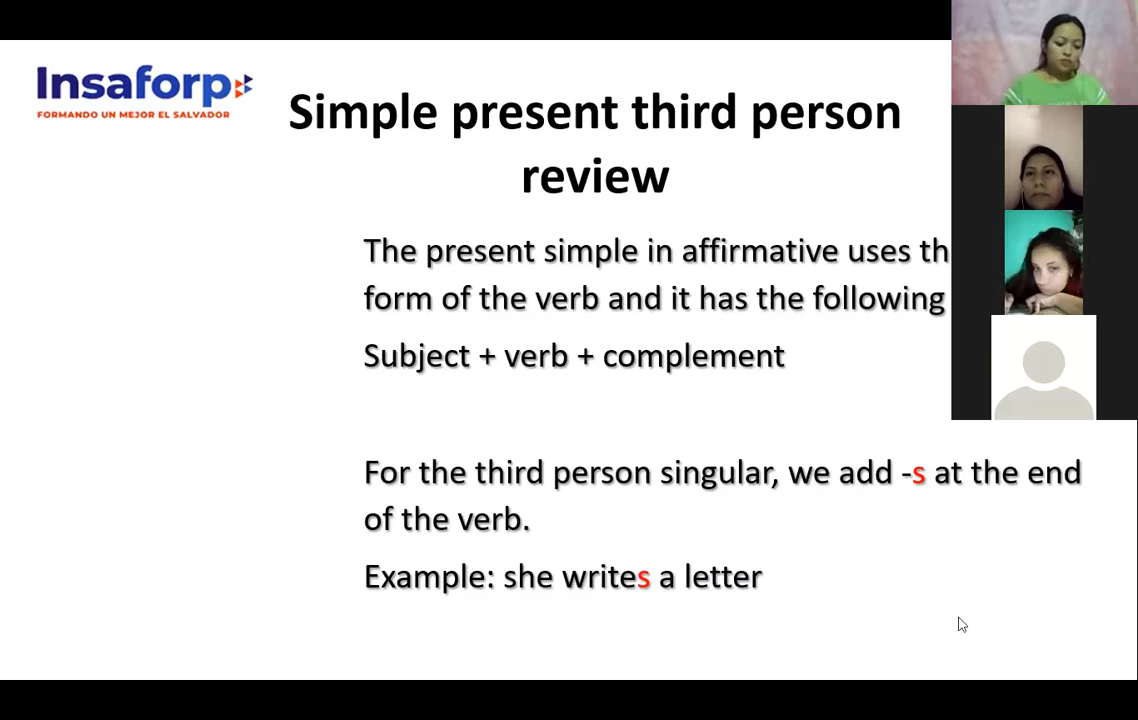 Insaforp
FORMANDO UN MEJOR EL SALVADOR
Simple present third person
review
The present simple in affirmative uses
form of the verb and it has the following
Subject + verb + complement
For the third person singular, we add -s at the end
of the verb.
Example: she writes a letter